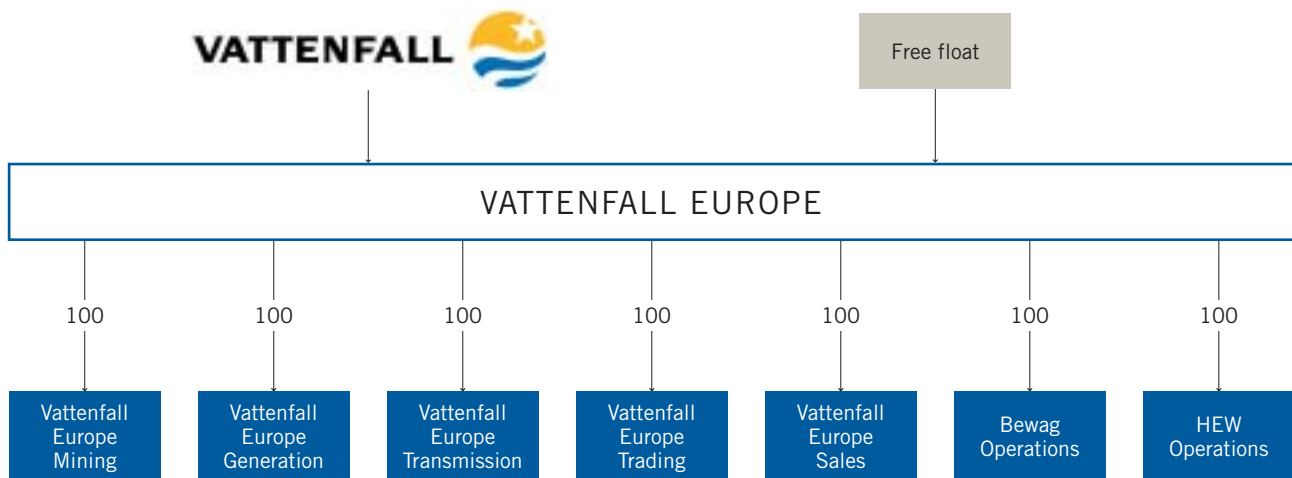 VATTENFALL
Free float
VATTENFALL EUROPE
100 100 100 100 100 100 100
Vattenfall
Europe
Mining
Vattenfall
Europe
Generation
Vattenfall
Europe
Transmission
Vattenfall
Europe
Trading
Vattenfall
Europe
Sales
Bewag
Operations
HEW
Operations